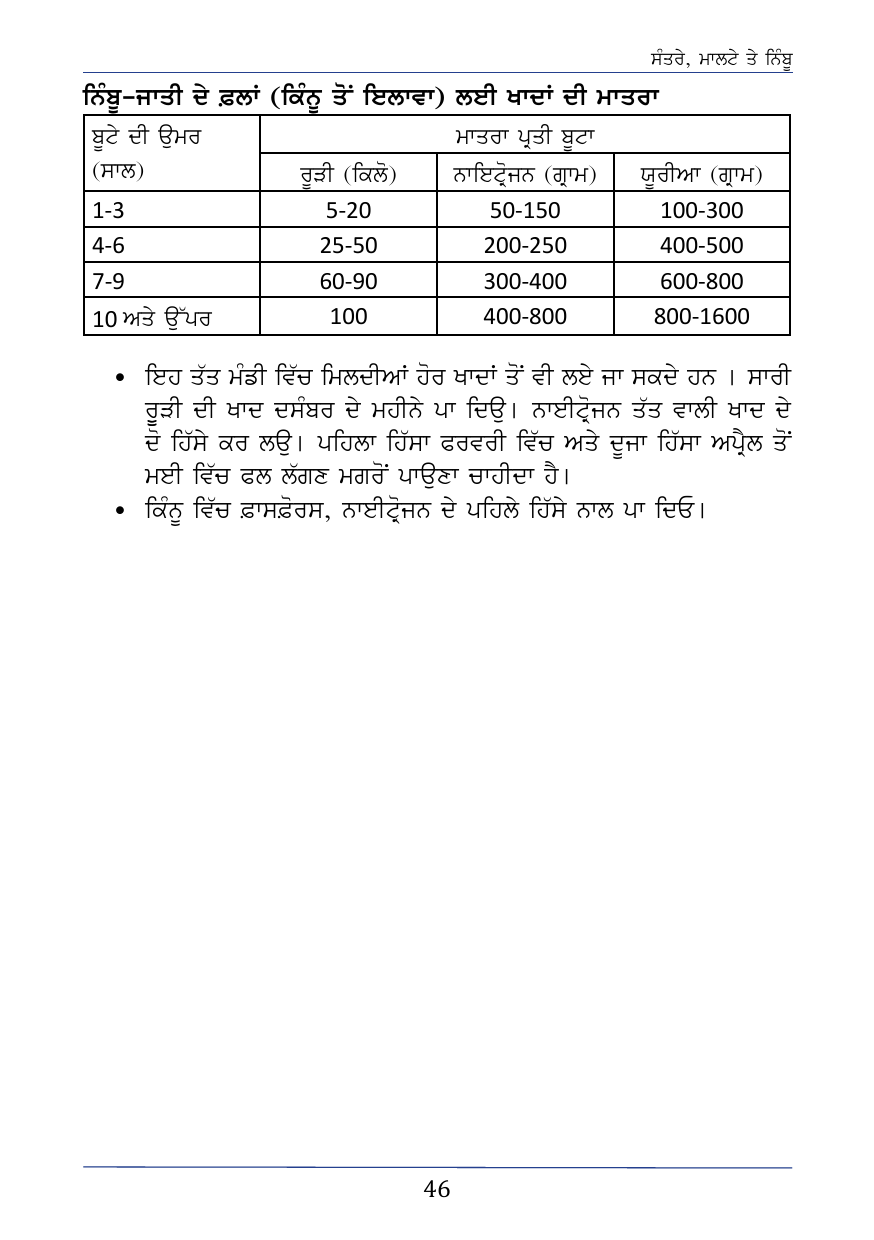 ਸੰਤਰੇ, ਮਾਲਟੇ ਤੇ ਨਿੰਬੂ
ਨਿੰਬੂ-ਜਾਤੀ ਦੇ ਫ਼ਲਾਂ (ਕਿੰਨੂ ਤੋਂ ਇਲਾਵਾ) ਲਈ ਖਾਦਾਂ ਦੀ ਮਾਤਰਾ
ਬੂਟੇ ਦੀ ਉਮਰ (ਸਾਲ) ਮਾਤਰਾ ਪ੍ਰਤੀ ਬੂਟਾ
ਰੂੜੀ (ਕਿਲੋ) ਨਾਇਟ੍ਰੋਜਨ (ਗ੍ਰਾਮ) ਯੂਰੀਆ (ਗ੍ਰਾਮ)
1-3 5-20 50-150 100-300
4-6 25-50 200-250 400-500
7-9 60-90 300-400 600-800
10 ਅਤੇ ਉੱਪਰ 100 400-800 800-1600
• ਇਹ ਤੱਤ ਮੰਡੀ ਵਿੱਚ ਮਿਲਦੀਆਂ ਹੋਰ ਖਾਦਾਂ ਤੋਂ ਵੀ ਲਏ ਜਾ ਸਕਦੇ ਹਨ । ਸਾਰੀ
ਰੂੜੀ ਦੀ ਖਾਦ ਦਸੰਬਰ ਦੇ ਮਹੀਨੇ ਪਾ ਦਿਉ। ਨਾਈਟ੍ਰੋਜਨ ਤੱਤ ਵਾਲੀ ਖਾਦ ਦੇ
ਦੋ ਹਿੱਸੇ ਕਰ ਲਉ। ਪਹਿਲਾ ਹਿੱਸਾ ਫਰਵਰੀ ਵਿੱਚ ਅਤੇ ਦੂਜਾ ਹਿੱਸਾ ਅਪ੍ਰੈਲ ਤੋਂ
ਮਈ ਵਿੱਚ ਫਲ ਲੱਗਣ ਮਗਰੋਂ ਪਾਉਣਾ ਚਾਹੀਦਾ ਹੈ।
• ਕਿੰਨੂ ਵਿੱਚ ਫ਼ਾਸਫ਼ੋਰਸ, ਨਾਈਟ੍ਰੋਜਨ ਦੇ ਪਹਿਲੇ ਹਿੱਸੇ ਨਾਲ ਪਾ ਦਿਓ।
46